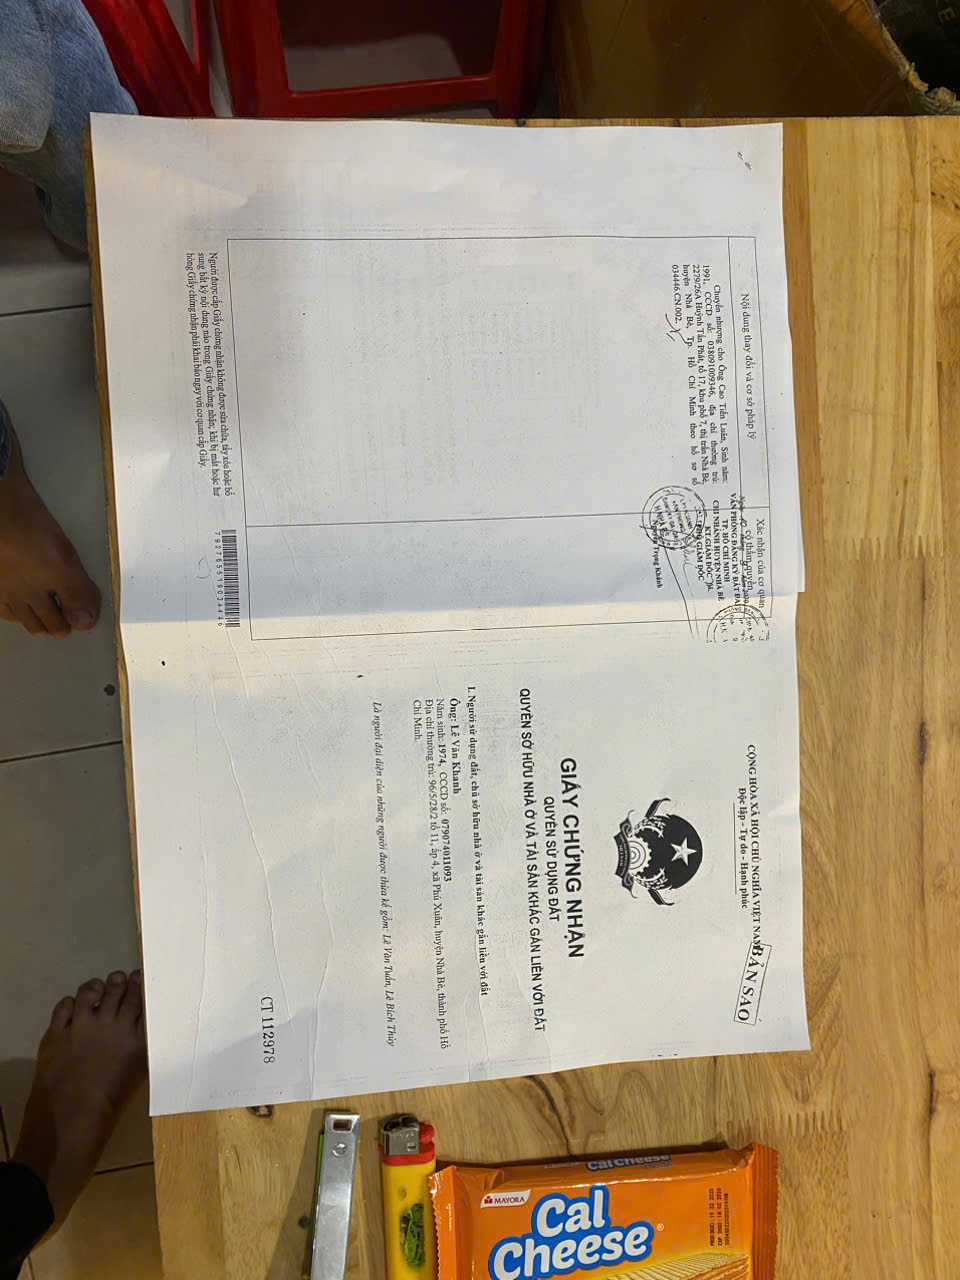 Nội dung thay đổi và cơ sở pháp lý
Xác nhận của cơ quan
có thẩm quyền
Chuyển nhượng cho Ông Cao Tiến Luân, Sinh năm:
1991, CCCD số: 038091009346, địa chỉ thường trú:
2279/26A Huỳnh Tấn Phát, tổ 17, khu phố 7, thị trấn Nhà Bè,
huyện Nhà Bè, Tp. Hồ Chí Minh theo hồ sơ số
034446.CN.002.
VĂN PHÒNG ĐĂNG KÝ ĐẤT ĐAI
TP. HỒ CHÍ MINH
CHI NHÁNH HUYỆN NHÀ BÈ
KT.GIÁM ĐỐC
PHÓ GIÁM ĐỐC
Nguyễn Trọng Khánh
Người được cấp Giấy chứng nhận không được sửa chữa, tẩy xóa hoặc bổ
sung bất kỳ nội dung nào trong Giấy chứng nhận; khi bị mất hoặc hư
hỏng Giấy chứng nhận phải khai báo ngay với cơ quan cấp Giấy.
792765519034446
CỘNG HÒA XÃ HỘI CHỦ NGHĨA VIỆT NAM
Độc lập - Tự do - Hạnh phúc
BẢN SAO
GIẤY CHỨNG NHẬN
QUYỀN SỬ DỤNG ĐẤT
QUYỀN SỞ HỮU NHÀ Ở VÀ TÀI SẢN KHÁC GẮN LIỀN VỚI ĐẤT
I. Người sử dụng đất, chủ sở hữu nhà ở và tài sản khác gắn liền với đất
Ông: Lê Văn Khanh
Năm sinh: 1974, CCCD số: 079074011093
Địa chỉ thường trú: 96/5/28/2 tổ 11, ấp 4, xã Phú Xuân, huyện Nhà Bè, thành phố Hồ
Chí Minh.
Là người đại diện của những người được thừa kế gồm: Lê Văn Tuấn, Lê Bích Thủy
CT 112978
MAYORA
Cal Cheese
Cal
Cheese